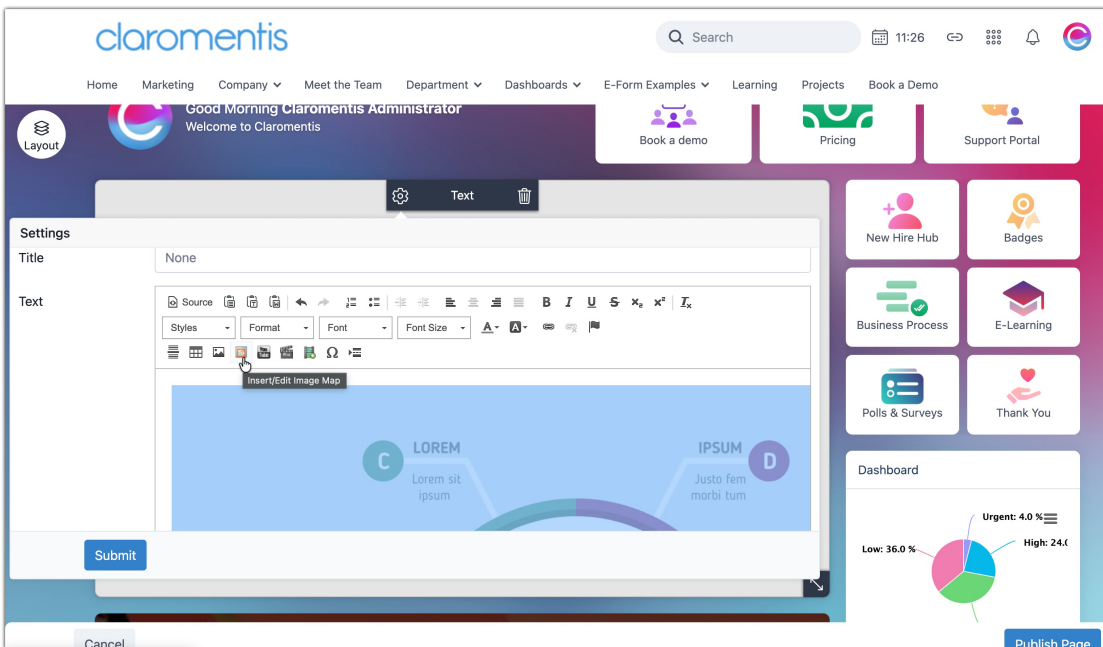 claromentis
Search
11:26
Home Marketing Company Meet the Team Department Dashboards E-Form Examples Learning Projects Book a Demo
Good Morning Claromentis Administrator
Welcome to Claromentis
Layout
Book a demo
Pricing
Support Portal
Text
Settings
Title
None
Text
Source
B I U S x₂ x² Tx
Styles Format Font Font Size A A
Ω
Insert/Edit Image Map
C
LOREM
Lorem sit
ipsum
IPSUM
D
Justo fem
morbi tum
Submit
New Hire Hub
Badges
Business Process
E-Learning
Polls & Surveys
Thank You
Dashboard
Urgent: 4.0 %
High: 24.
Low: 36.0 %
Cancel
Publish Page